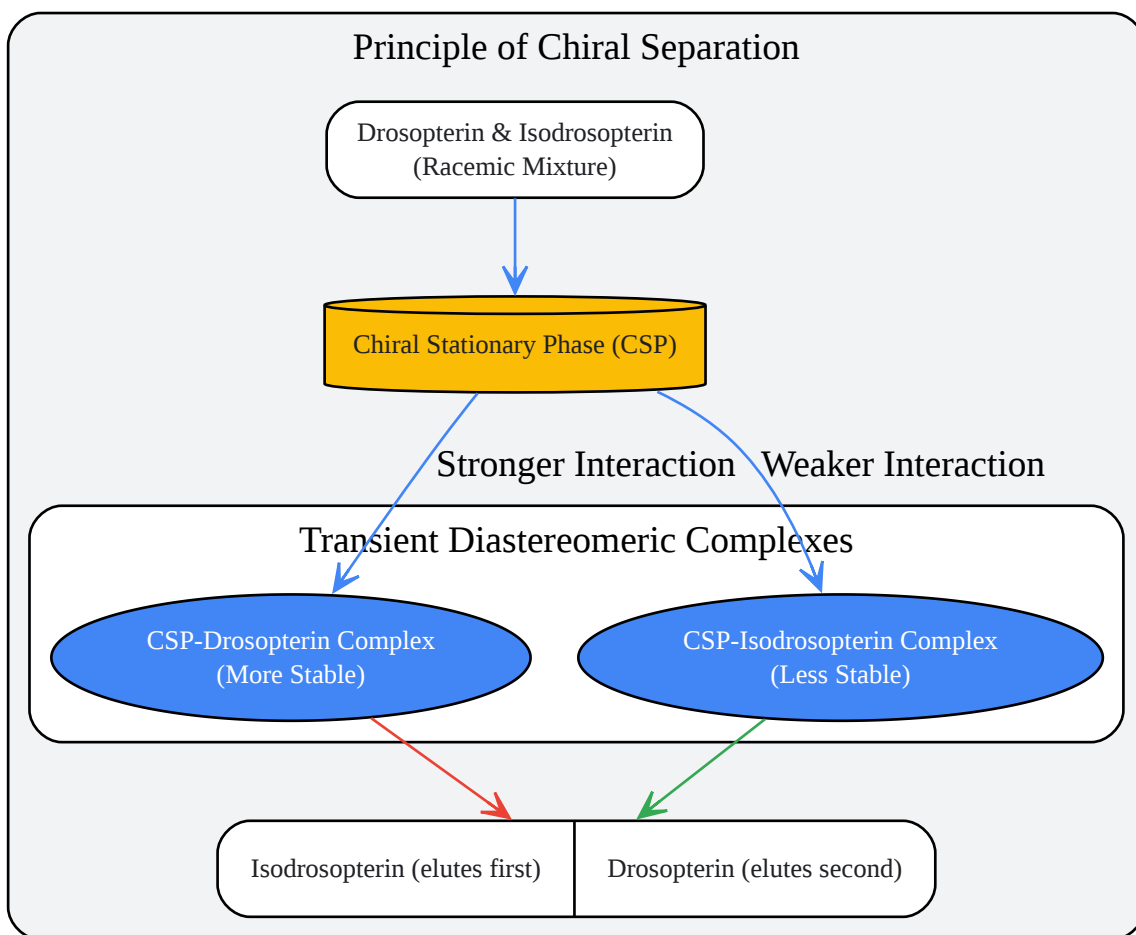 Principle of Chiral Separation
Drosopterin & Isodrosopterin
(Racemic Mixture)
Chiral Stationary Phase (CSP)
Stronger Interaction
Weaker Interaction
Transient Diastereomeric Complexes
CSP-Drosopterin Complex
(More Stable)
CSP-Isodrosopterin Complex
(Less Stable)
Isodrosopterin (elutes first)
Drosopterin (elutes second)